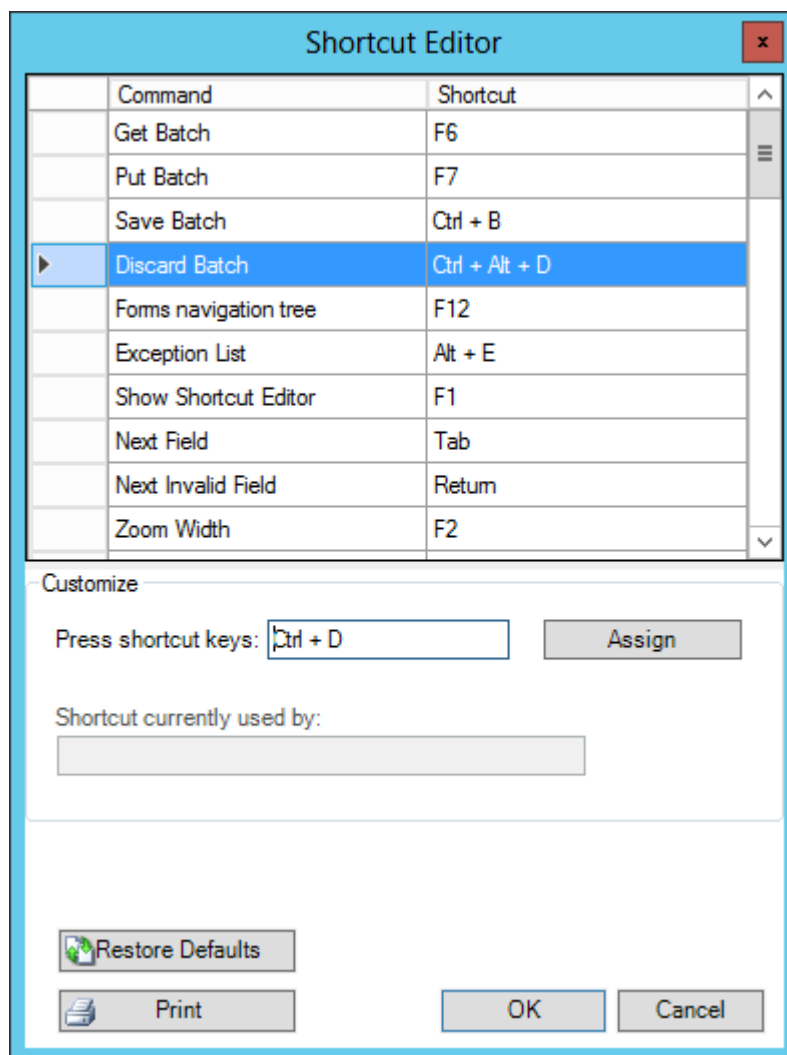 Shortcut Editor
x
Command Shortcut
Get Batch F6
Put Batch F7
Save Batch Ctrl + B
Discard Batch Ctrl + Alt + D
Forms navigation tree F12
Exception List Alt + E
Show Shortcut Editor F1
Next Field Tab
Next Invalid Field Return
Zoom Width F2
Customize
Press shortcut keys: Ctrl + D Assign
Shortcut currently used by:
Restore Defaults
Print OK Cancel